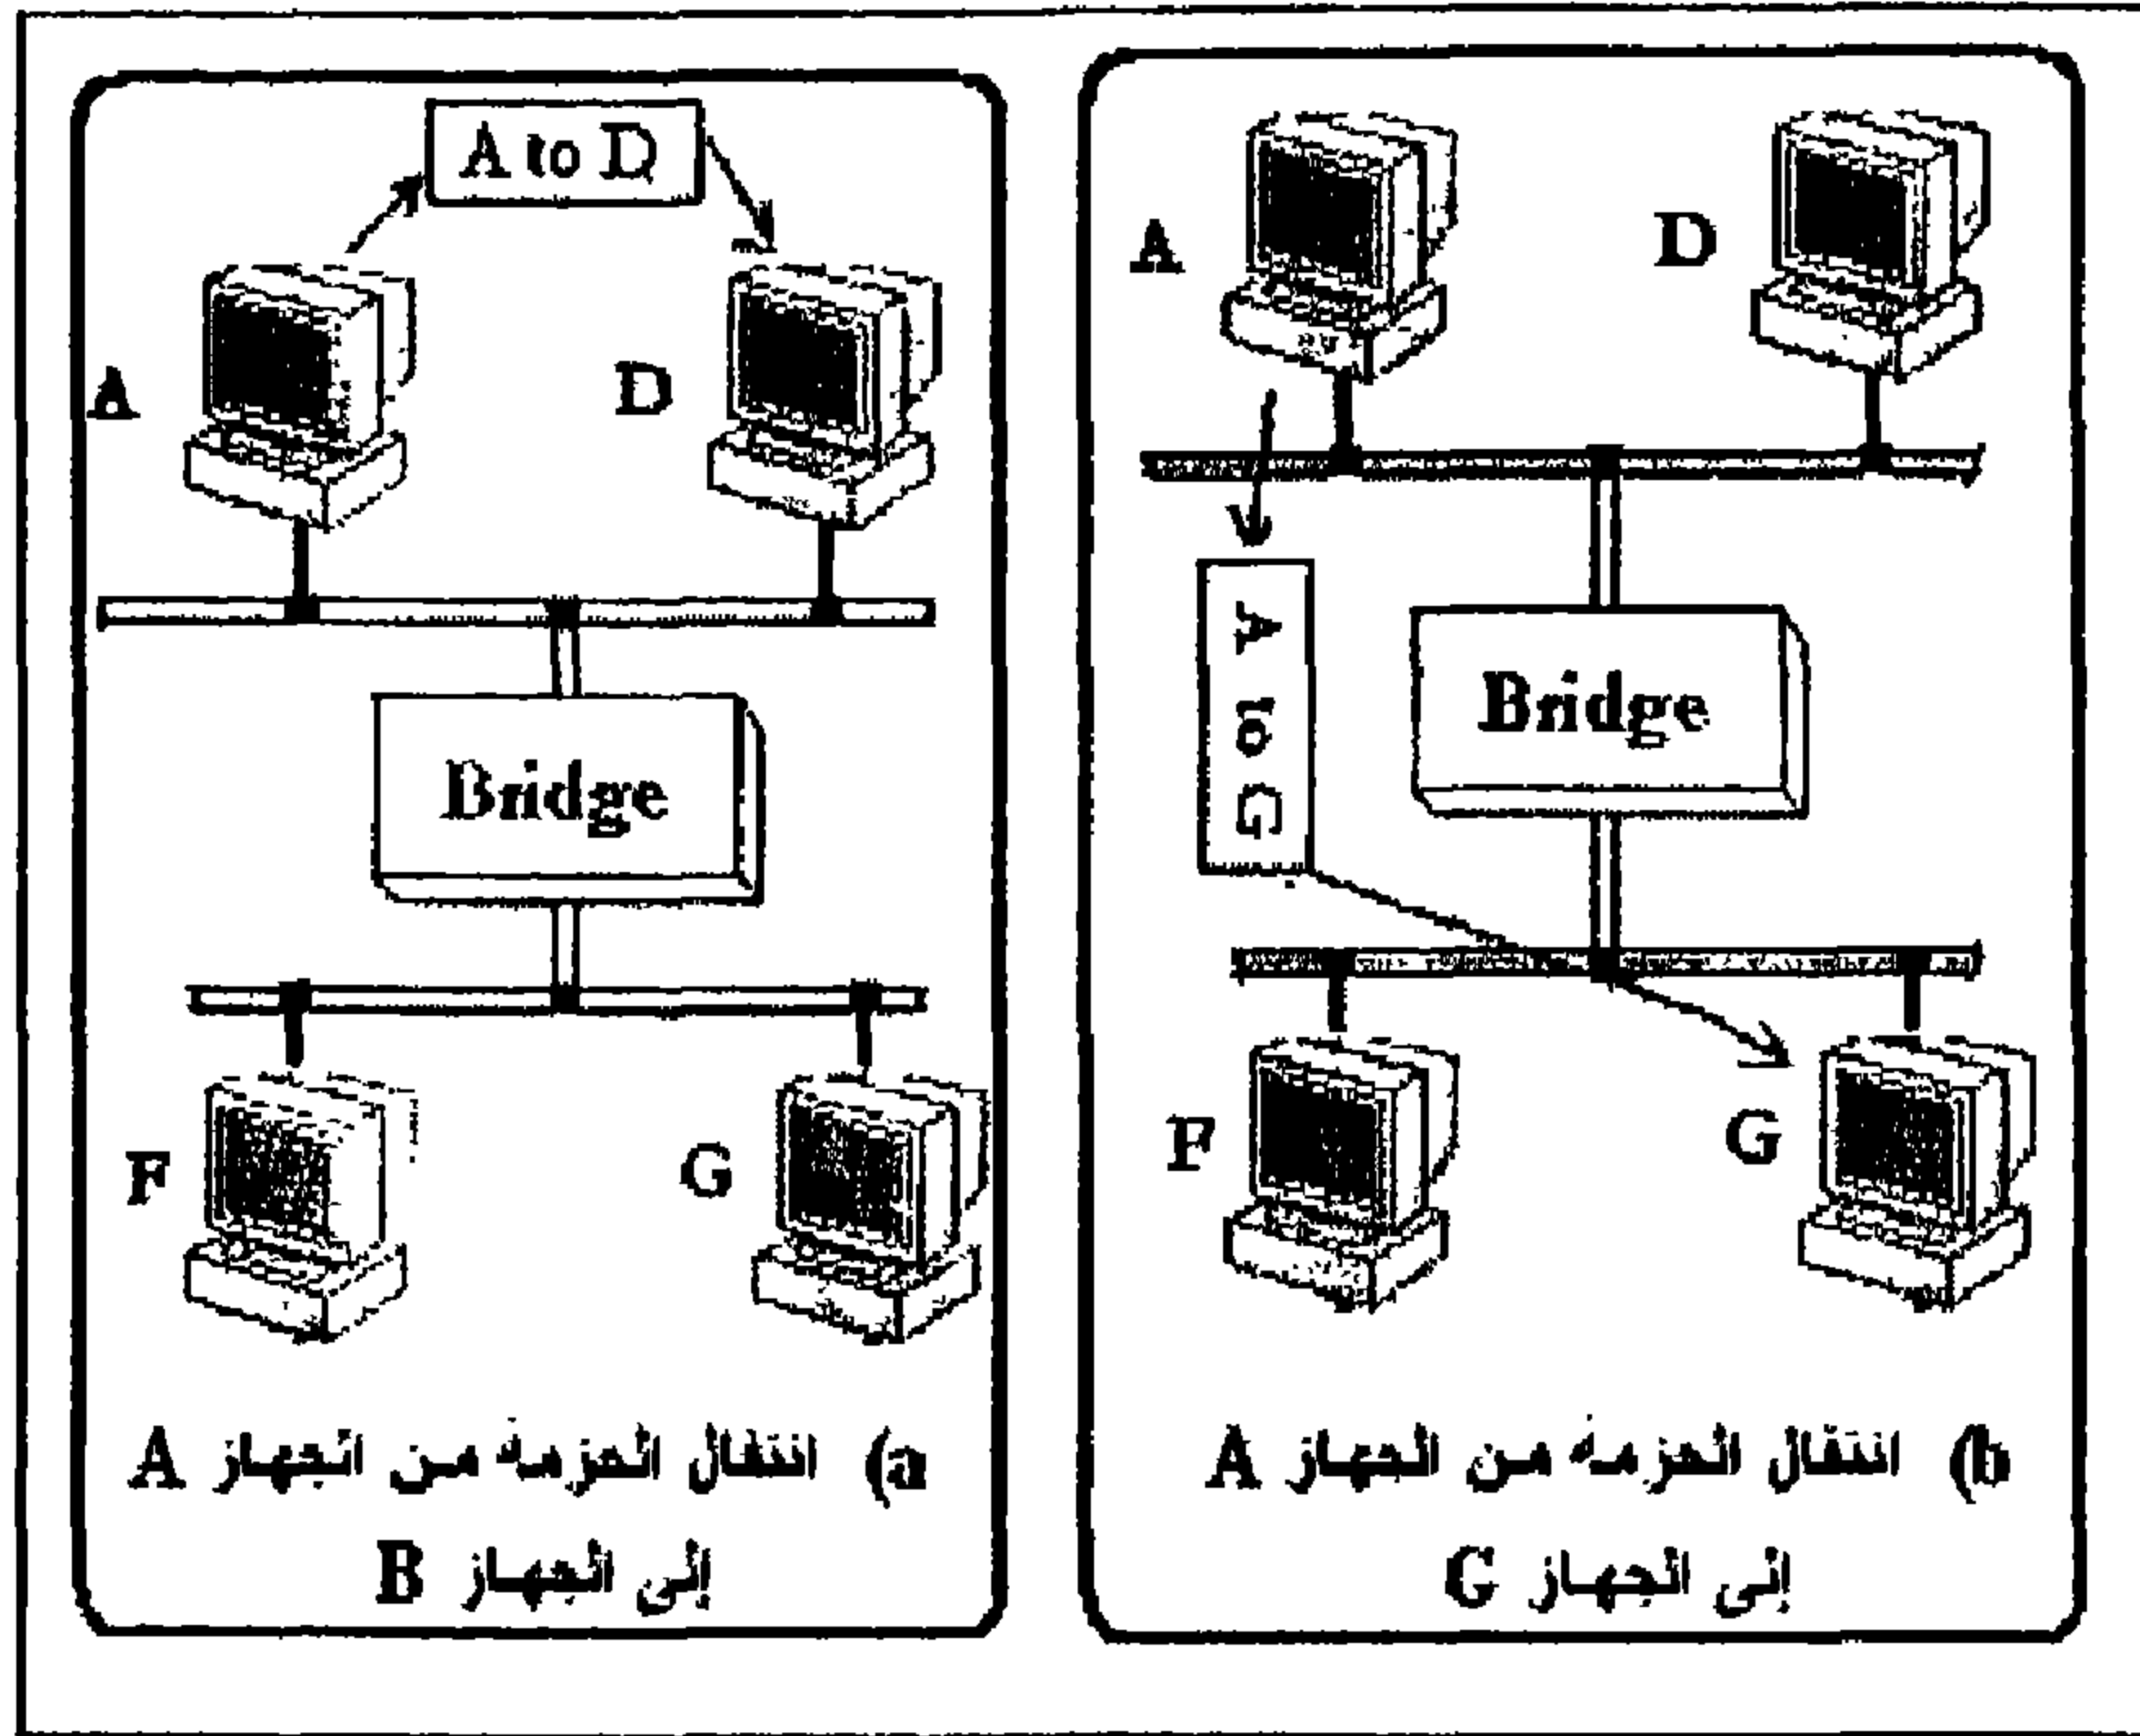 A to D
A
D
Bridge
F
G
a) انتقال الحزمة من الجهاز A
إلى الجهاز B
A
D
A to G
Bridge
F
G
b) انتقال الحزمة من الجهاز A
إلى الجهاز G